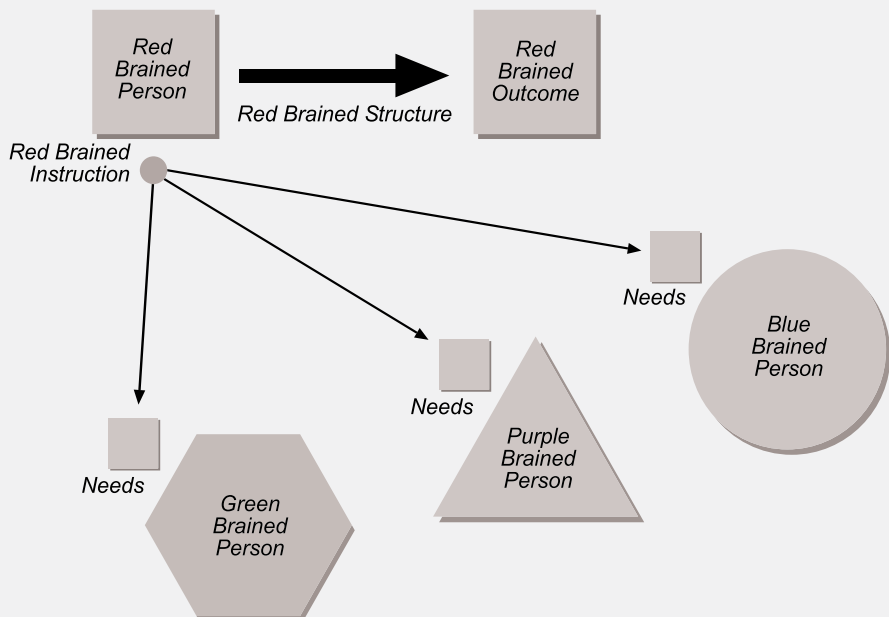 Red
Brained
Person
Red
Brained
Outcome
Red Brained Structure
Red Brained
Instruction
Needs
Blue
Brained
Person
Needs
Purple
Brained
Person
Needs
Green
Brained
Person